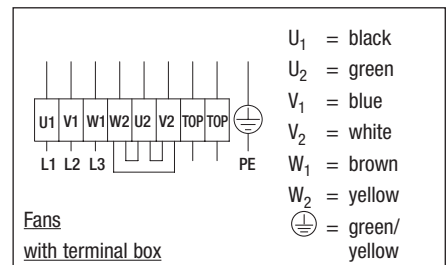 U1 V1 W1 W2 U2 V2 TOP TOP
L1 L2 L3 PE
Fans
with terminal box
U₁ = black
U₂ = green
V₁ = blue
V₂ = white
W₁ = brown
W₂ = yellow
= green/
yellow